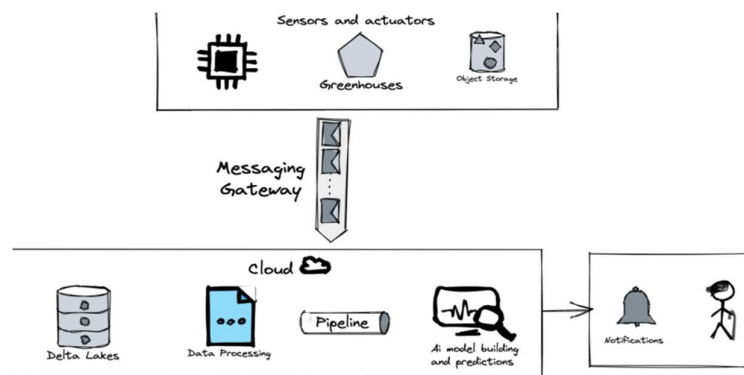 Sensors and actuators
Greenhouses
Object Storage
Messaging
Gateway
Cloud
Delta Lakes
Data Processing
Pipeline
Ai model building
and predictions
Notifications